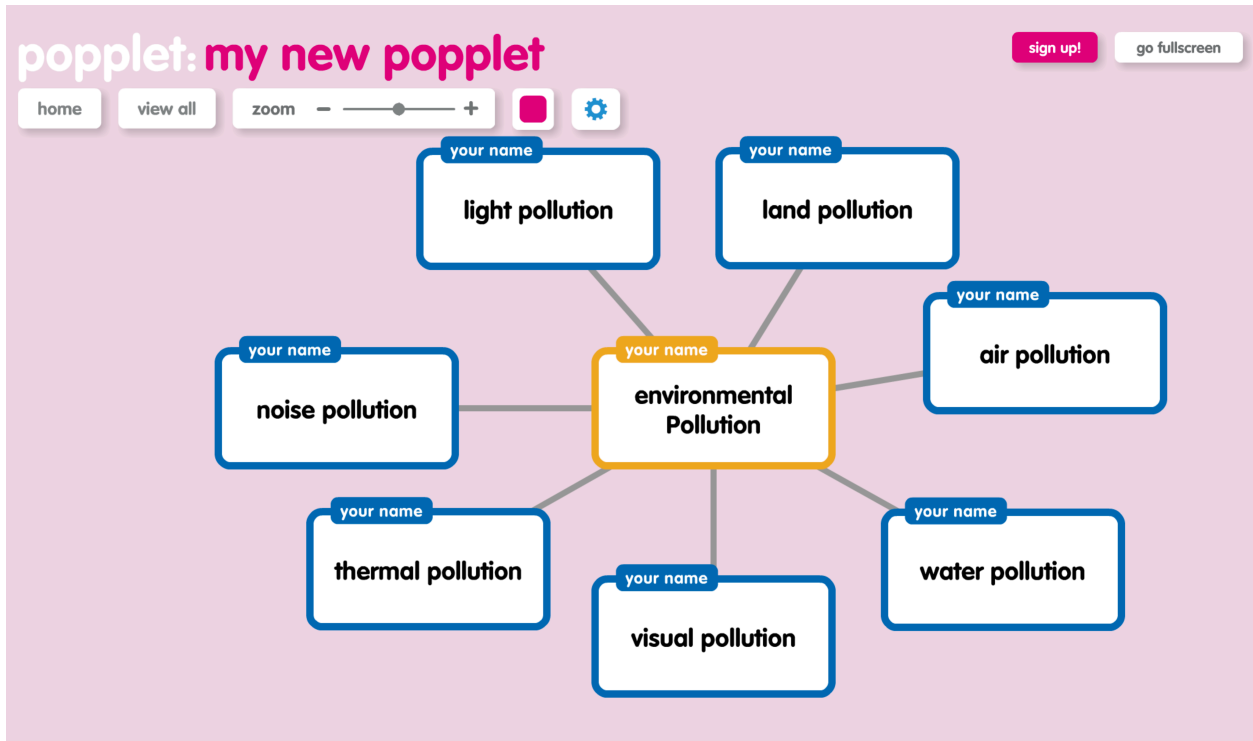 popplet: my new popplet
sign up!
go fullscreen
home
view all
zoom
your name
light pollution
your name
land pollution
your name
air pollution
your name
noise pollution
your name
environmental
Pollution
your name
thermal pollution
your name
water pollution
your name
visual pollution